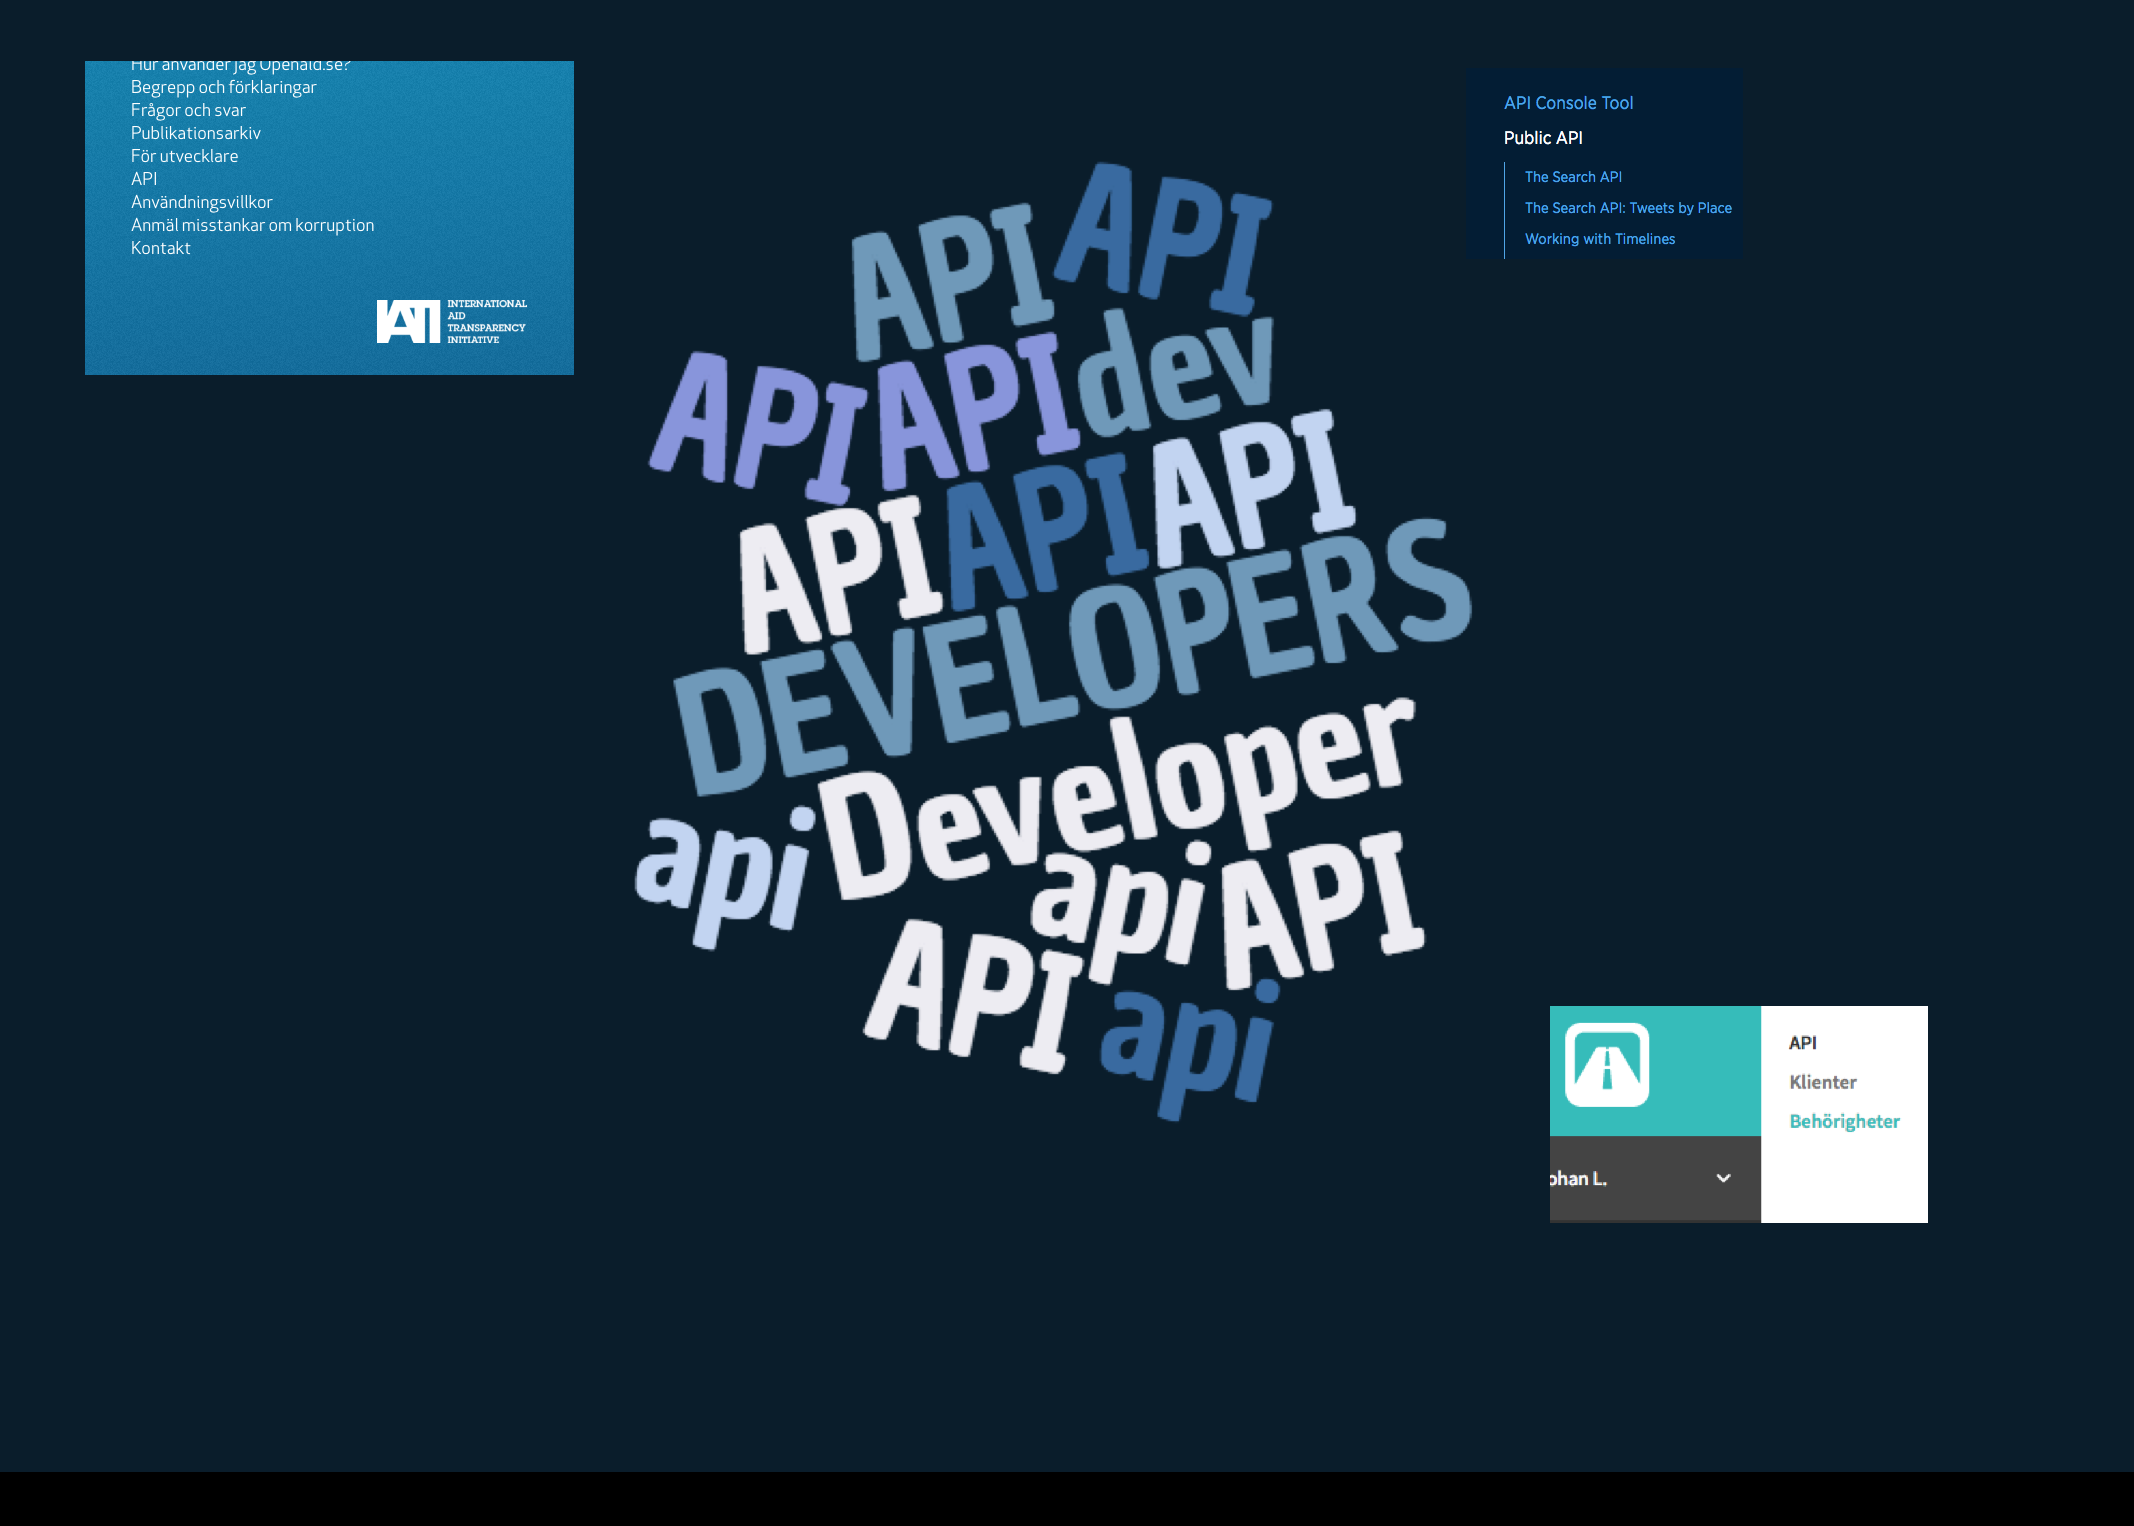 Hur använder jag Openaid.se?
Begrepp och förklaringar
Frågor och svar
Publikationsarkiv
För utvecklare
API
Användningsvillkor
Anmäl misstankar om korruption
Kontakt
IATI
INTERNATIONAL
AID
TRANSPARENCY
INITIATIVE
API Console Tool
Public API
The Search API
The Search API: Tweets by Place
Working with Timelines
API API
API API dev
API API API
DEVELOPERS
api Developer
api API
API api
API
Klienter
Behörigheter
ohan L.